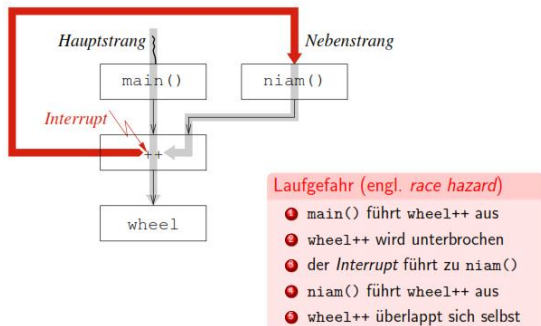 Hauptstrang
Nebenstrang
main()
niam()
Interrupt
++
wheel
Laufgefahr (engl. race hazard)
1 main() führt wheel++ aus
2 wheel++ wird unterbrochen
3 der Interrupt führt zu niam()
4 niam() führt wheel++ aus
5 wheel++ überlappt sich selbst